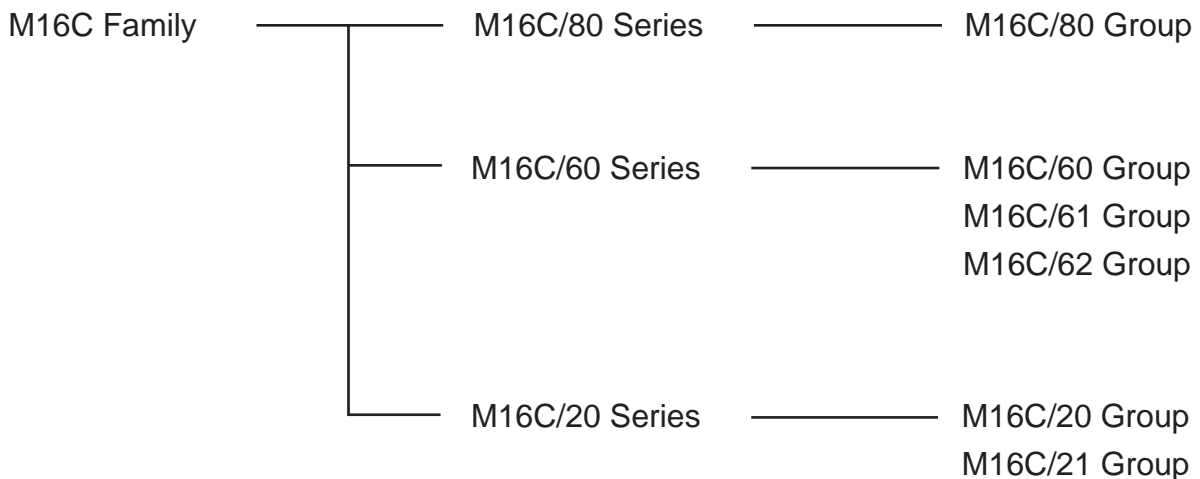 M16C Family M16C/80 Series M16C/80 Group
M16C/60 Series M16C/60 Group
M16C/61 Group
M16C/62 Group
M16C/20 Series M16C/20 Group
M16C/21 Group